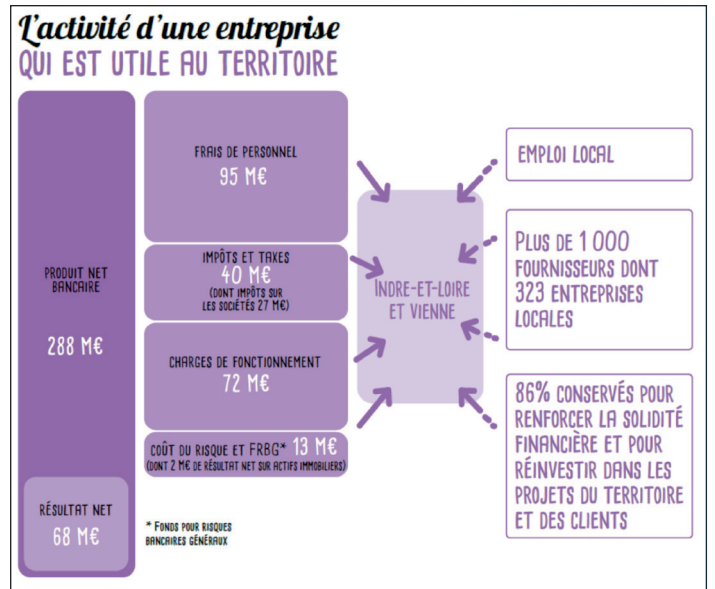 L'activité d'une entreprise
QUI EST UTILE AU TERRITOIRE
PRODUIT NET
BANCAIRE
288 M€
RÉSULTAT NET
68 M€
FRAIS DE PERSONNEL
95 M€
IMPÔTS ET TAXES
40 M€
(DONT IMPÔTS SUR
LES SOCIÉTÉS 27 M€)
CHARGES DE FONCTIONNEMENT
72 M€
COÛT DU RISQUE ET FRBG* 13 M€
(DONT 2 M€ DE RÉSULTAT NET SUR ACTIFS IMMOBILIERS)
* FONDS POUR RISQUES
BANCAIRES GÉNÉRAUX
INDRE-ET-LOIRE
ET VIENNE
EMPLOI LOCAL
PLUS DE 1 000
FOURNISSEURS DONT
323 ENTREPRISES
LOCALES
86% CONSERVÉS POUR
RENFORCER LA SOLIDITÉ
FINANCIÈRE ET POUR
RÉINVESTIR DANS LES
PROJETS DU TERRITOIRE
ET DES CLIENTS